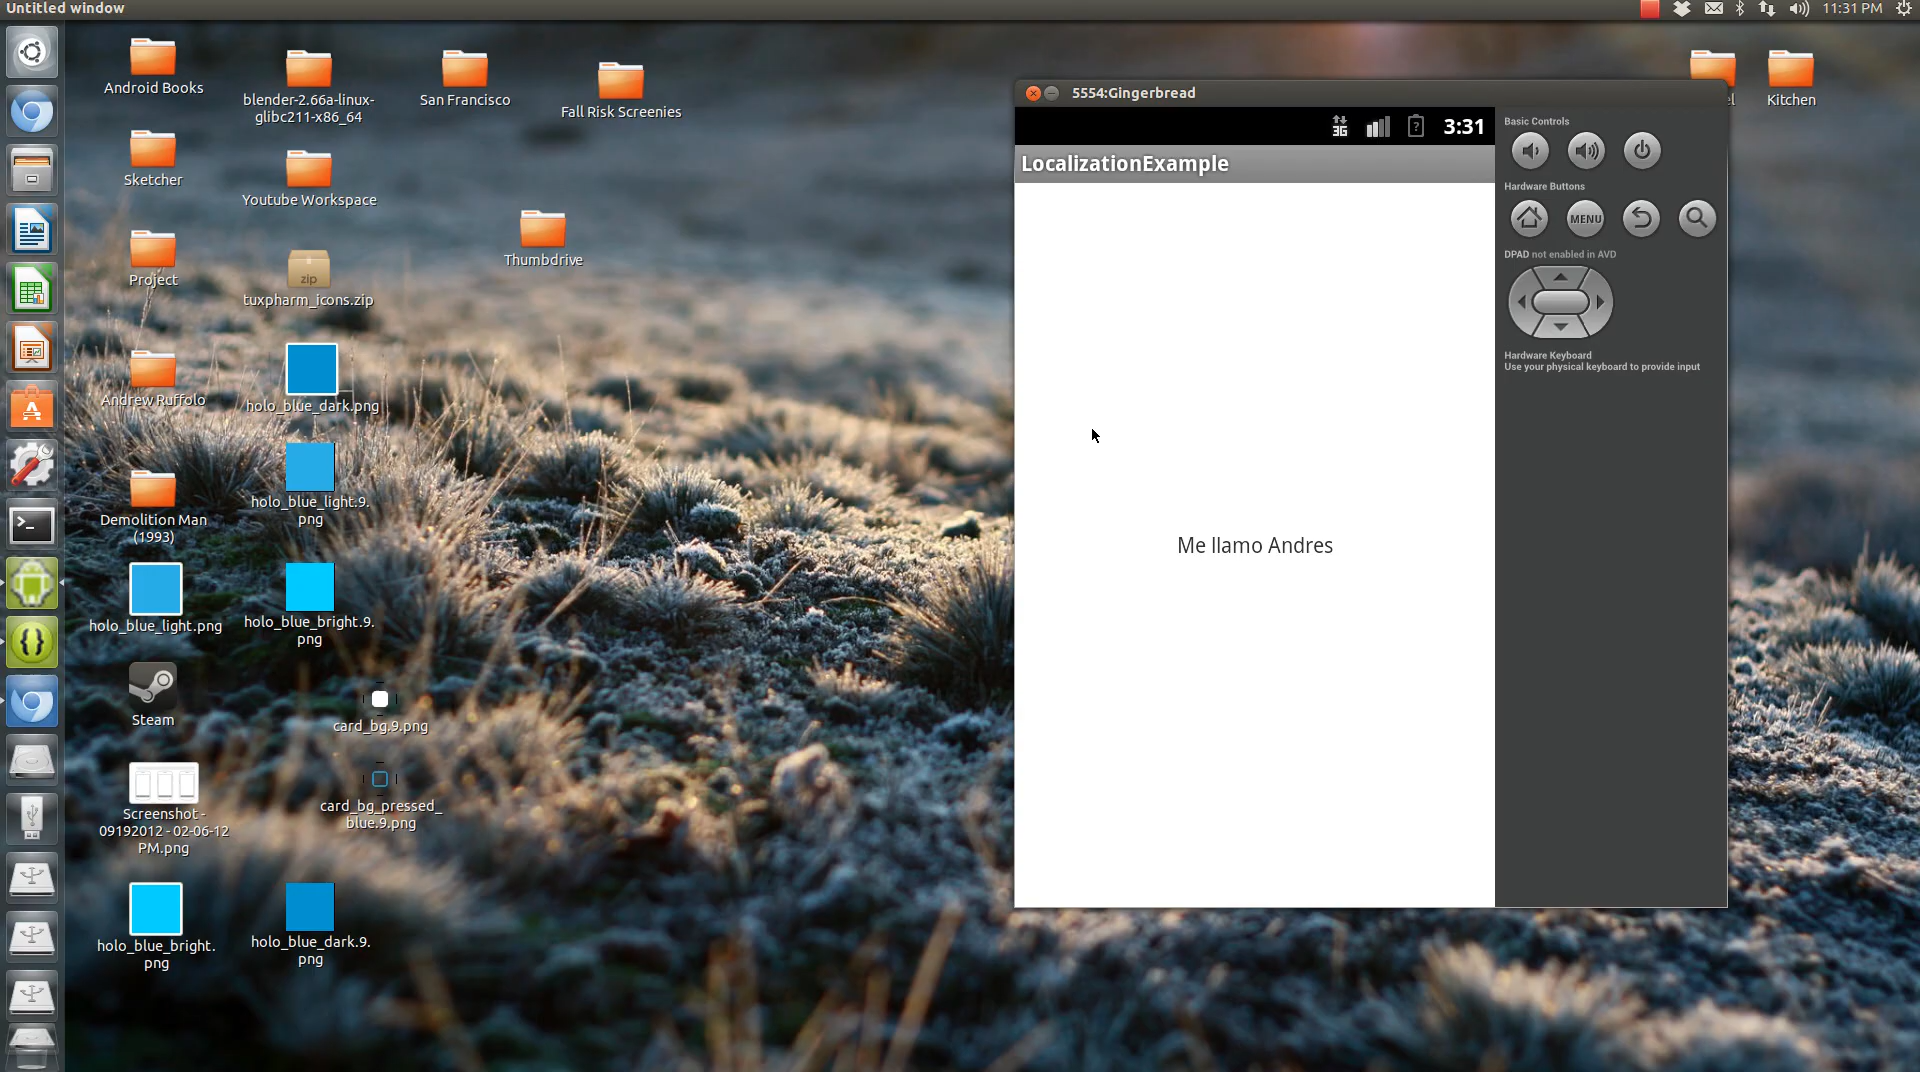 Untitled window
11:31 PM
Android Books
blender-2.66a-linux-
glibc211-x86_64
San Francisco
Fall Risk Screenies
Kitchen
Sketcher
Youtube Workspace
Thumbdrive
Project
zip
tuxpharm_icons.zip
Andrew Ruffolo
holo_blue_dark.png
holo_blue_light.9.
png
Demolition Man
(1993)
holo_blue_light.png
holo_blue_bright.9.
png
Steam
card_bg.9.png
Screenshot -
09192012 - 02-06-12
PM.png
card_bg_pressed_
blue.9.png
holo_blue_bright.
png
holo_blue_dark.9.
png
5554:Gingerbread
3G
3:31
LocalizationExample
Me llamo Andres
Basic Controls
Hardware Buttons
MENU
DPAD not enabled in AVD
Hardware Keyboard
Use your physical keyboard to provide input